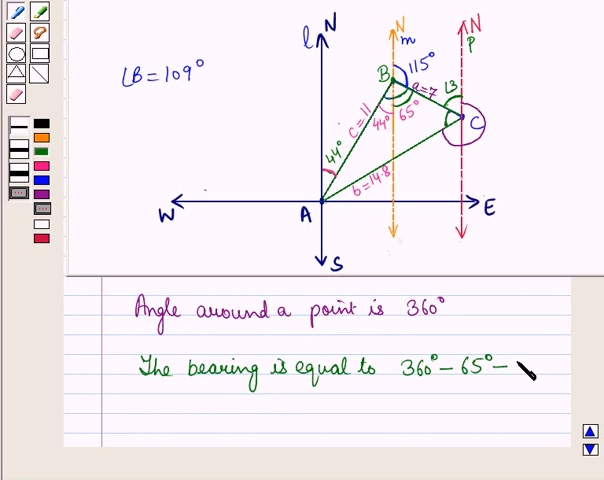 N
N
N
l
m
p
∠B = 109°
B
115°
a = 7
∠3
C
c = 11
44°
65°
44°
b = 14.8
W
A
E
S
Angle around a point is 360°
The bearing is equal to 360° - 65° -